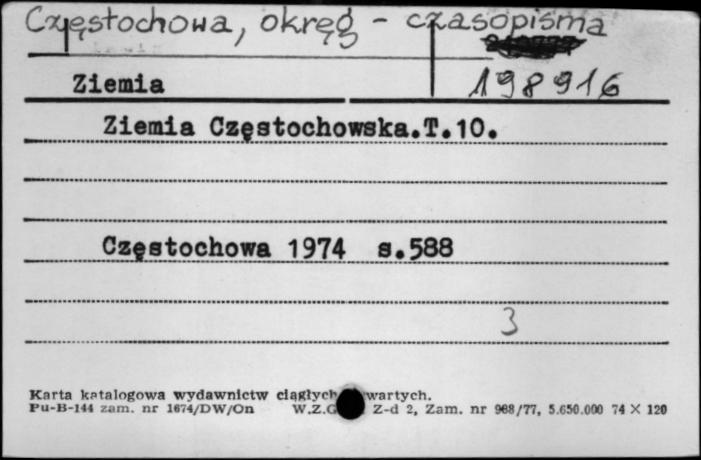 Częstochowa, okręg - czasopisma
Ziemia 198916
Ziemia Częstochowska.T.10.
Częstochowa 1974 s.588
3
Karta katalogowa wydawnictw ciągłych wartych.
Pu-B-144 zam. nr 1674/DW/On W.Z.G Z-d 2, Zam. nr 968/77, 5.650.000 74 X 120